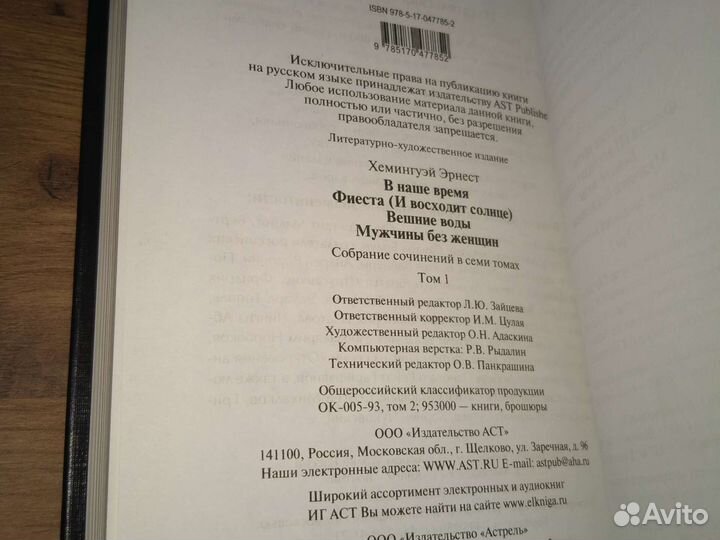 ISBN 978-5-17-047785-2
9 785170 477852
Исключительные права на публикацию книги
на русском языке принадлежат издательству AST Publishe
Любое использование материала данной книги,
полностью или частично, без разрешения
правообладателя запрещается.
Литературно-художественное издание
Хемингуэй Эрнест
В наше время
Фиеста (И восходит солнце)
Вешние воды
Мужчины без женщин
Собрание сочинений в семи томах
Том 1
Ответственный редактор Л.Ю. Зайцева
Ответственный корректор И.М. Цулая
Художественный редактор О.Н. Адаскина
Компьютерная верстка: Р.В. Рыдалин
Технический редактор О.В. Панкрашина
Общероссийский классификатор продукции
ОК-005-93, том 2; 953000 — книги, брошюры
ООО «Издательство АСТ»
141100, Россия, Московская обл., г. Щелково, ул. Заречная, д. 96
Наши электронные адреса: WWW.AST.RU E-mail: astpub@aha.ru
Широкий ассортимент электронных и аудиокниг
ИГ АСТ Вы можете найти на сайте www.elkniga.ru
ООО «Издательство «Астрель»
Avito